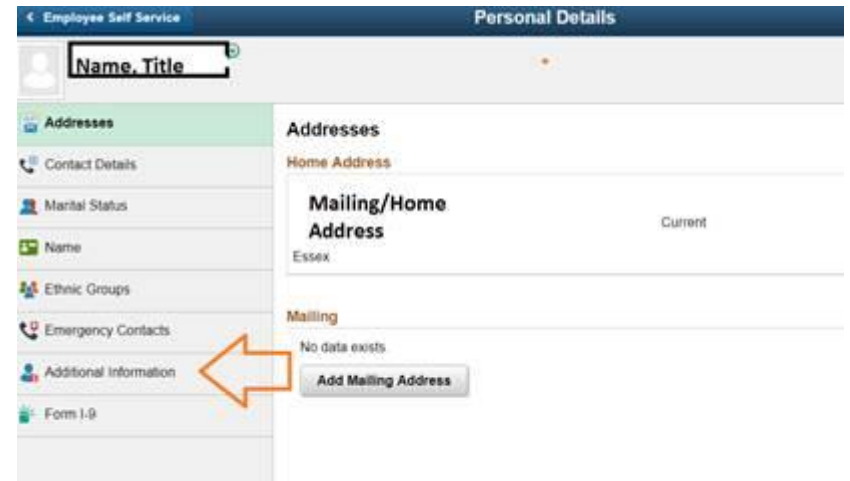 Employee Self Service
Personal Details
Name, Title
Addresses
Contact Details
Marital Status
Name
Ethnic Groups
Emergency Contacts
Additional Information
Form I-9
Addresses
Home Address
Mailing/Home
Address
Current
Essex
Mailing
No data exists
Add Mailing Address